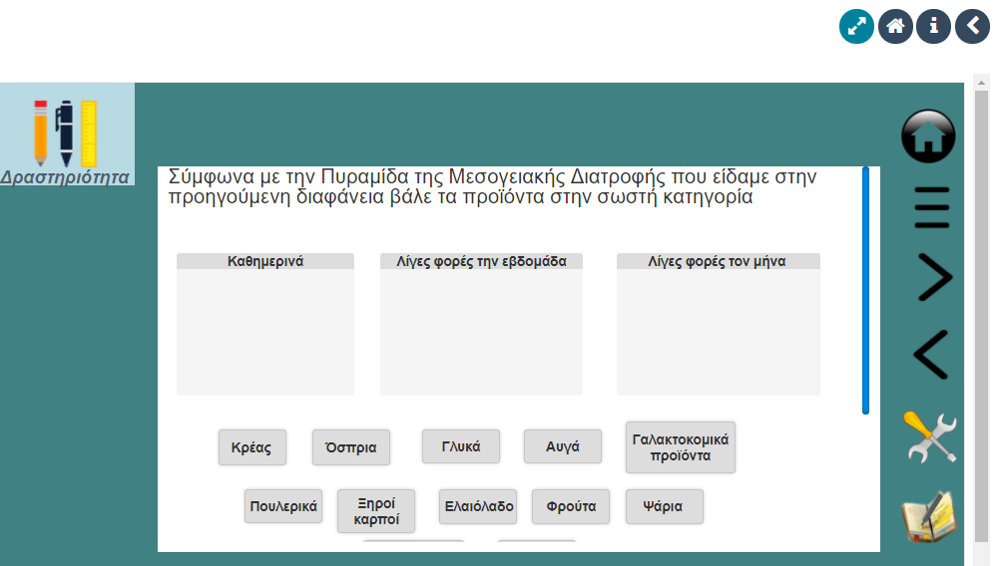 Δραστηριότητα
Σύμφωνα με την Πυραμίδα της Μεσογειακής Διατροφής που είδαμε στην
προηγούμενη διαφάνεια βάλε τα προϊόντα στην σωστή κατηγορία
Καθημερινά
Λίγες φορές την εβδομάδα
Λίγες φορές τον μήνα
Κρέας
Όσπρια
Γλυκά
Αυγά
Γαλακτοκομικά
προϊόντα
Πουλερικά
Ξηροί
καρποί
Ελαιόλαδο
Φρούτα
Ψάρια